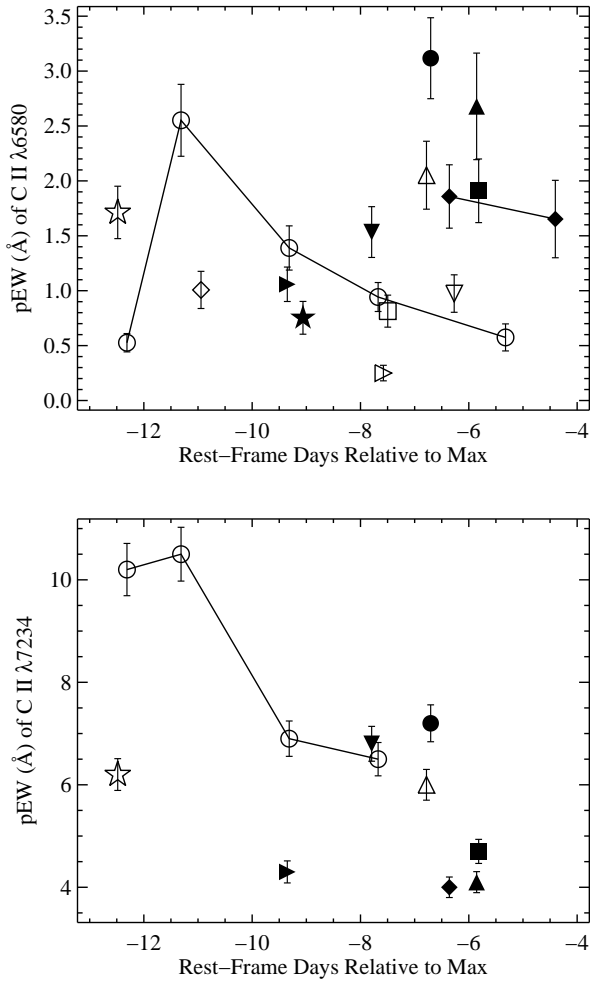 3.5
3.0
2.5
2.0
1.5
1.0
0.5
0.0
pEW (Å) of C II λ6580
−12 −10 −8 −6 −4
Rest−Frame Days Relative to Max
10
8
6
4
pEW (Å) of C II λ7234
−12 −10 −8 −6 −4
Rest−Frame Days Relative to Max